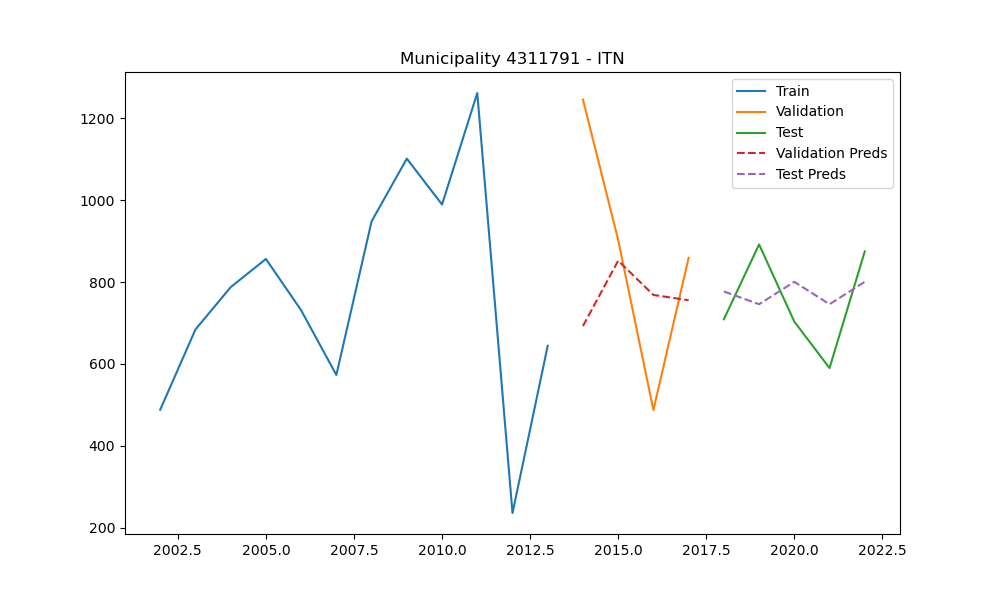 Municipality 4311791 - ITN
Train
Validation
Test
Validation Preds
Test Preds
1200
1000
800
600
400
200
2002.5 2005.0 2007.5 2010.0 2012.5 2015.0 2017.5 2020.0 2022.5